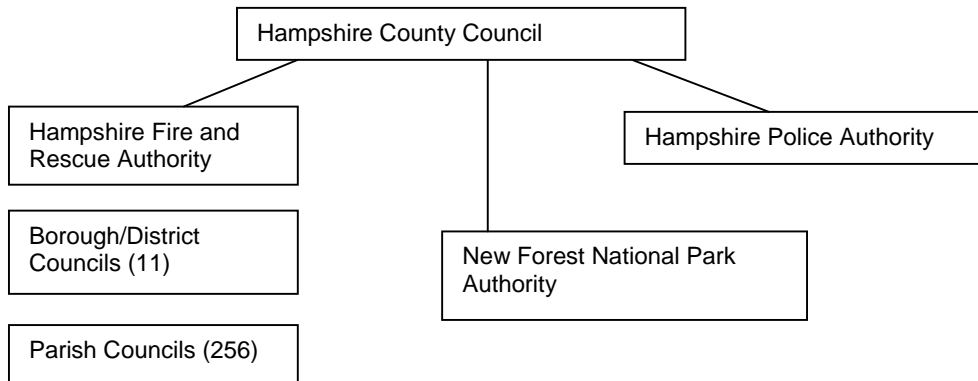 Hampshire County Council
Hampshire Fire and
Rescue Authority
Hampshire Police Authority
Borough/District
Councils (11)
New Forest National Park
Authority
Parish Councils (256)